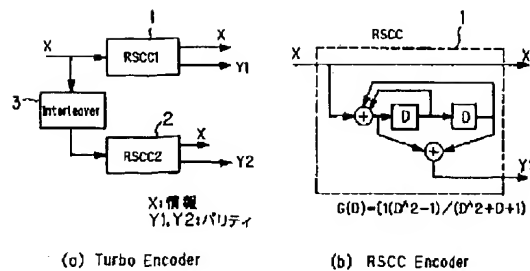 1
X
RSCC1
X
Y1
3
Interleaver
2
RSCC2
X
Y2
X:情報
Y1,Y2:パリティ
(a) Turbo Encoder
RSCC
1
X
X
+
D
D
+
Y
G(D)=[1(D^2-1)/(D^2+D+1)
(b) RSCC Encoder